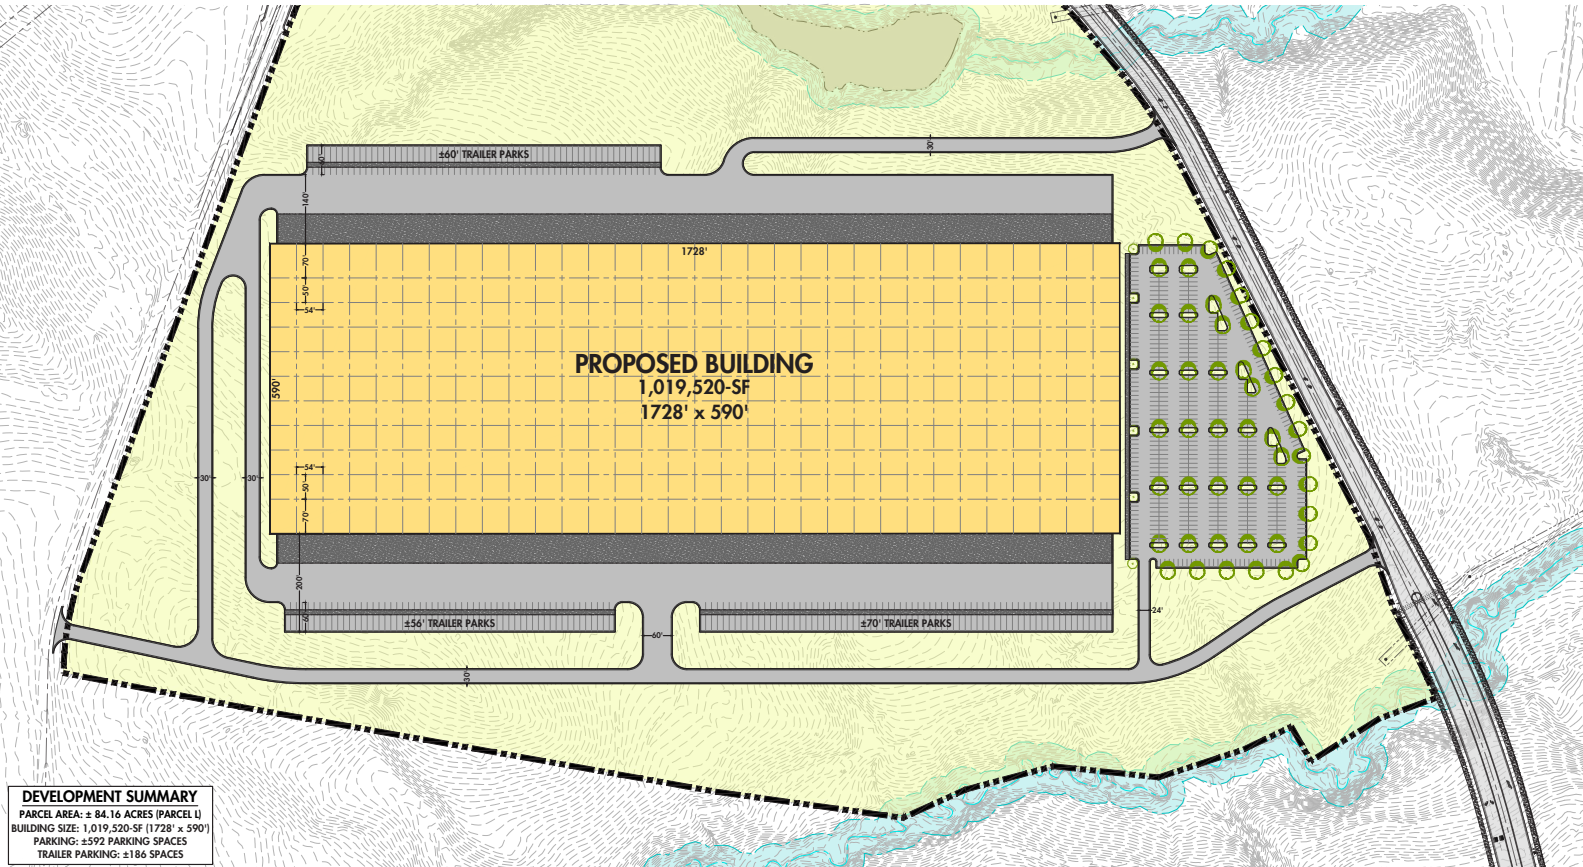 ±60' TRAILER PARKS
60'
30'
140'
1728'
70'
50'
54'
PROPOSED BUILDING
1,019,520-SF
1728' x 590'
590'
54'
30'
30'
50'
70'
200'
60'
±56' TRAILER PARKS
±70' TRAILER PARKS
24'
60'
30'
DEVELOPMENT SUMMARY
PARCEL AREA: ± 84.16 ACRES (PARCEL L)
BUILDING SIZE: 1,019,520-SF (1728' x 590')
PARKING: ±592 PARKING SPACES
TRAILER PARKING: ±186 SPACES